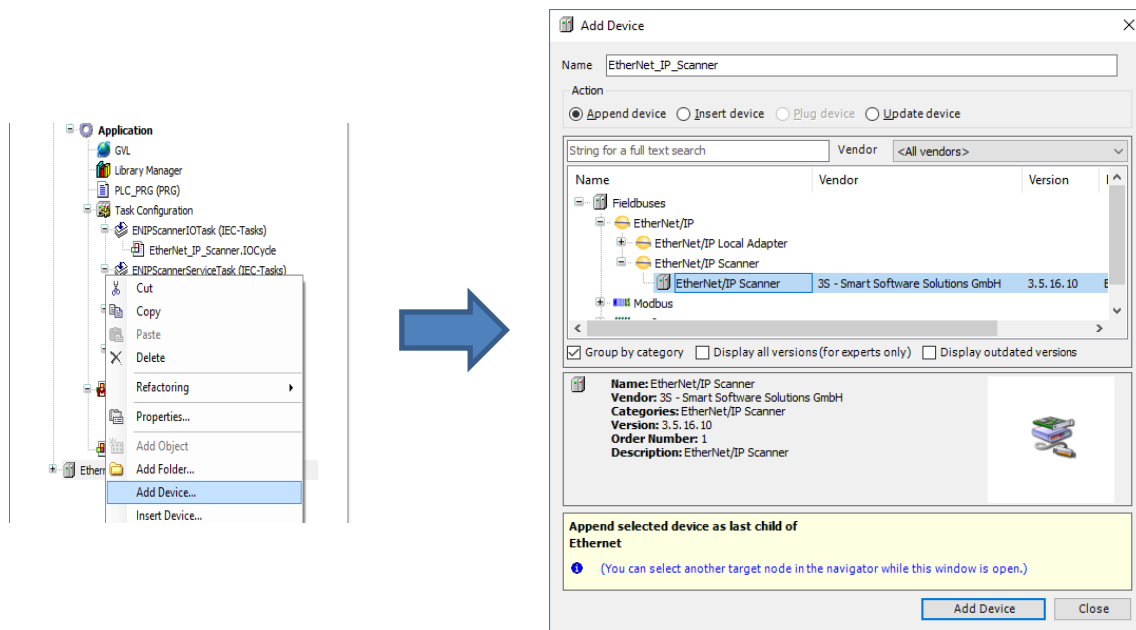 Application
GVL
Library Manager
PLC_PRG (PRG)
Task Configuration
ENIPScannerIOTask (IEC-Tasks)
EtherNet_IP_Scanner.IOCycle
ENIPScannerServiceTask (IEC-Tasks)
Cut
Copy
Paste
Delete
Refactoring
Properties...
Add Object
Add Folder...
Add Device...
Insert Device...
Add Device
Name EtherNet_IP_Scanner
Action
Append device Insert device Plug device Update device
String for a full text search Vendor <All vendors>
Name Vendor Version
Fieldbuses
EtherNet/IP
EtherNet/IP Local Adapter
EtherNet/IP Scanner
EtherNet/IP Scanner 3S - Smart Software Solutions GmbH 3.5.16.10
Modbus
Group by category Display all versions (for experts only) Display outdated versions
Name: EtherNet/IP Scanner
Vendor: 3S - Smart Software Solutions GmbH
Categories: EtherNet/IP Scanner
Version: 3.5.16.10
Order Number: 1
Description: EtherNet/IP Scanner
Append selected device as last child of
Ethernet
(You can select another target node in the navigator while this window is open.)
Add Device Close